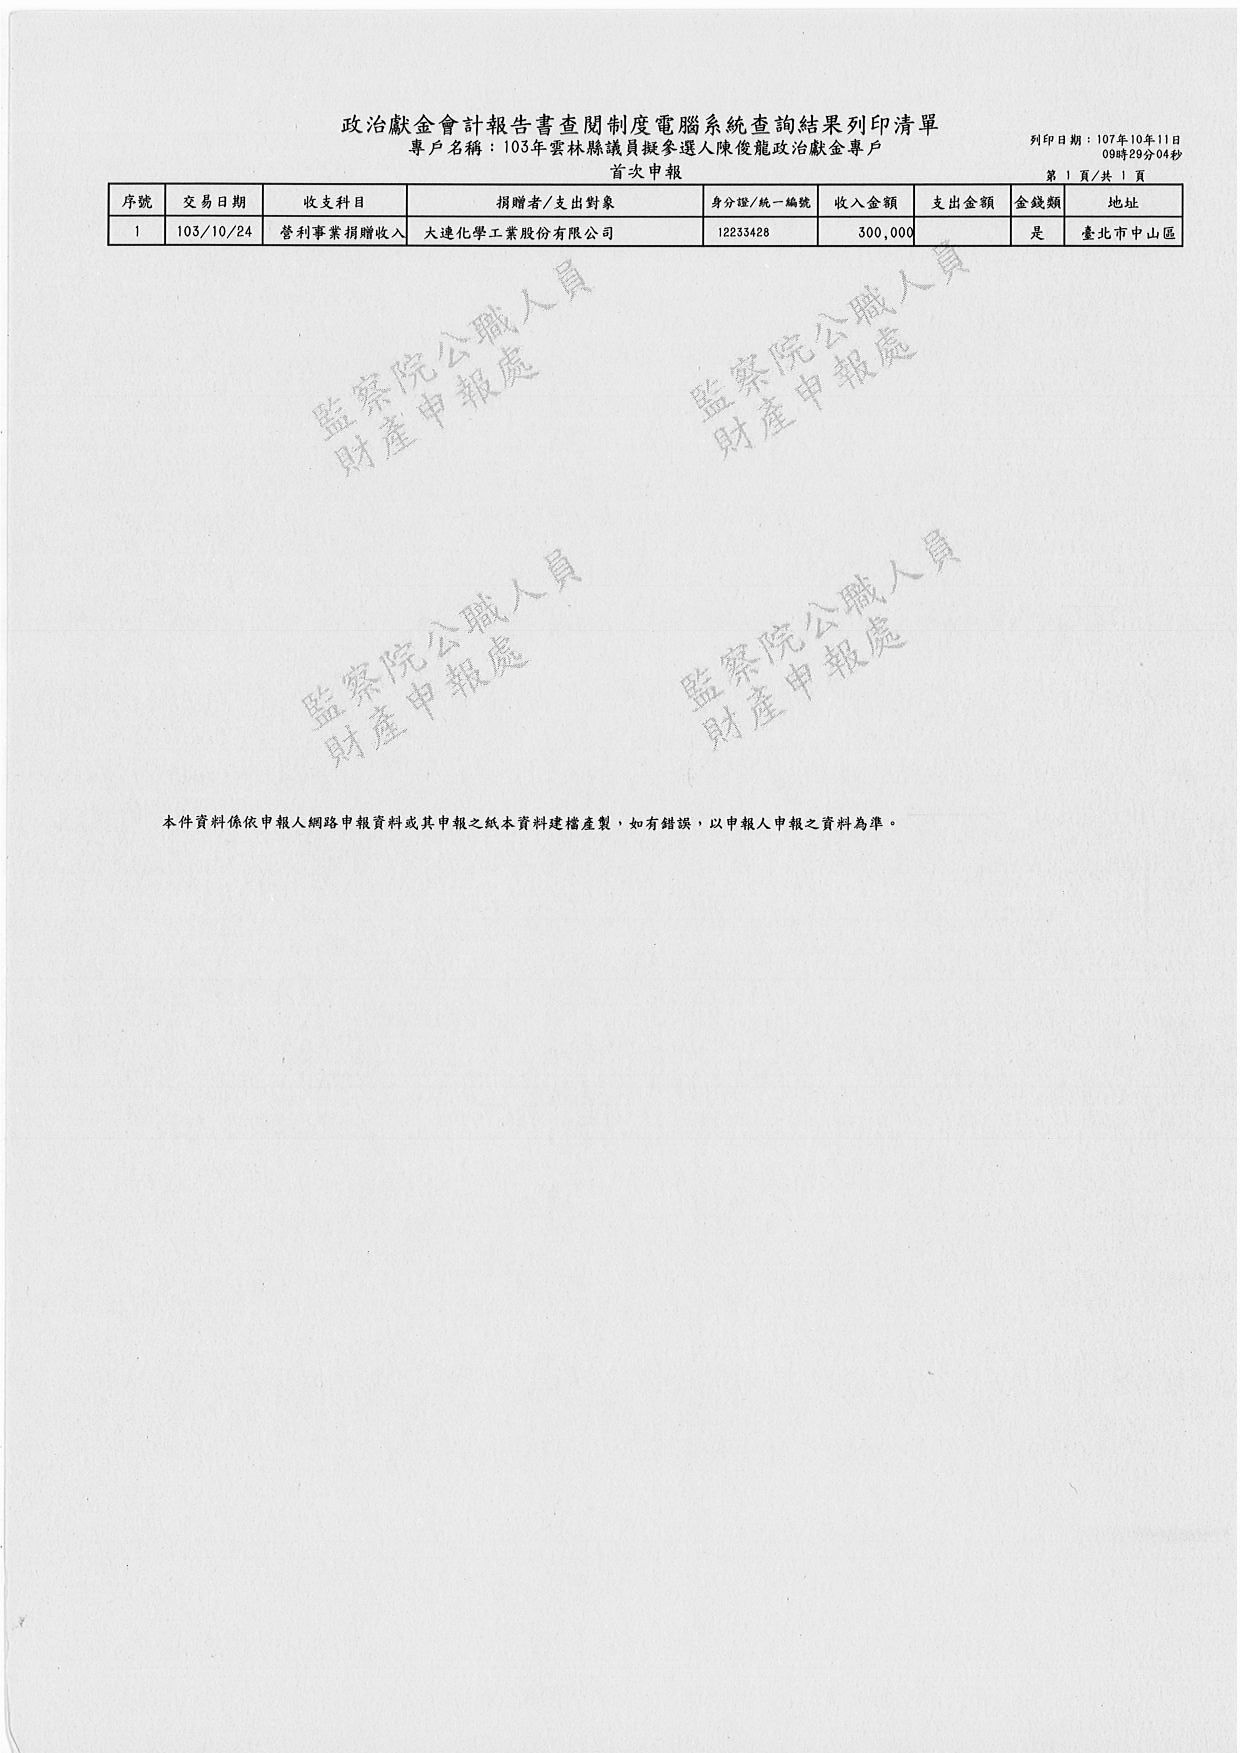 政治獻金會計報告書查閱制度電腦系統查詢結果列印清單
專戶名稱：103年雲林縣議員擬參選人陳俊龍政治獻金專戶
列印日期：107年10年11日
09時29分04秒
首次申報
第 1 頁/共 1 頁
序號 交易日期 收支科目 捐贈者/支出對象 身分證/統一編號 收入金額 支出金額 金錢類 地址
1 103/10/24 營利事業捐贈收入 大連化學工業股份有限公司 12233428 300,000 是 臺北市中山區
監察院公職人員
財產申報處
監察院公職人員
財產申報處
監察院公職人員
財產申報處
監察院公職人員
財產申報處
本件資料係依申報人網路申報資料或其申報之紙本資料建檔產製，如有錯誤，以申報人申報之資料為準。